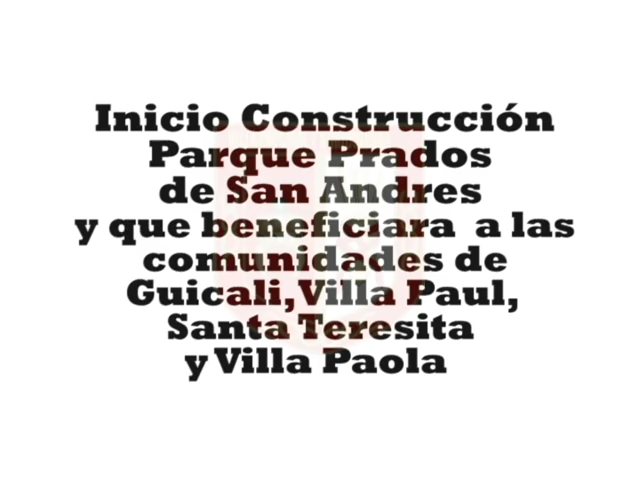 Inicio Construcción
Parque Prados
de San Andres
y que beneficiara a las
comunidades de
Guicali, Villa Paul,
Santa Teresita
y Villa Paola